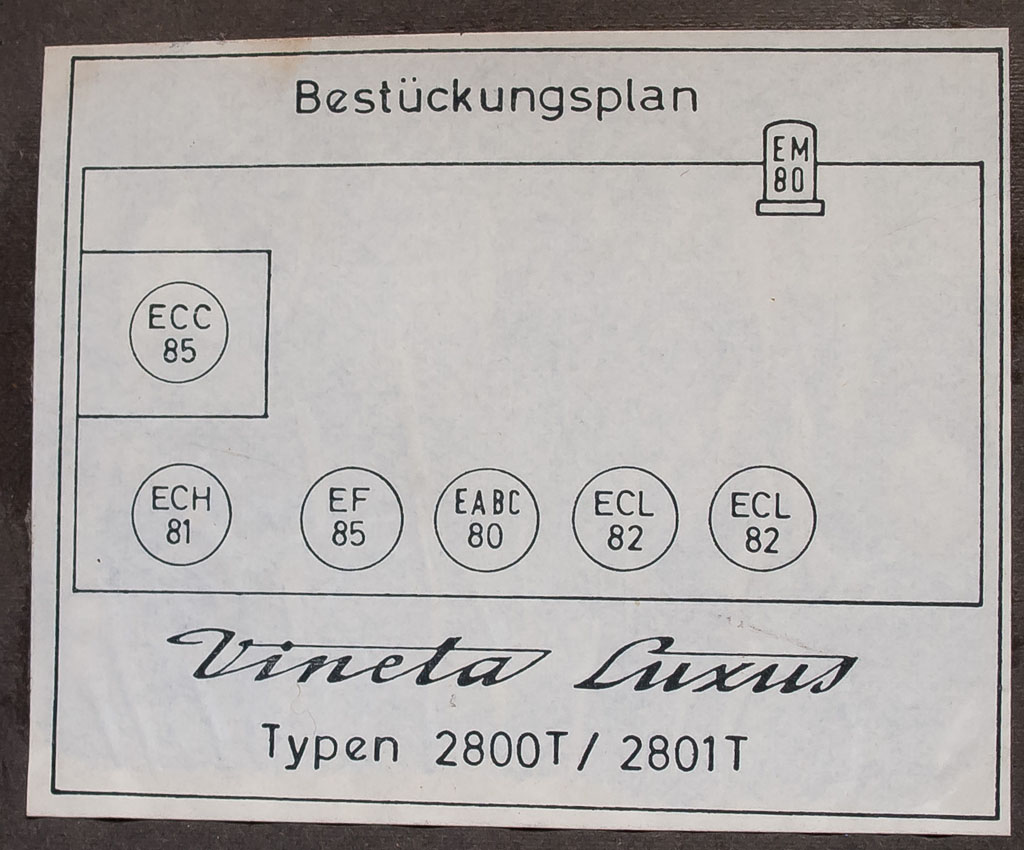 Bestückungsplan
EM
80
ECC
85
ECH
81
EF
85
EABC
80
ECL
82
ECL
82
Vineta Luxus
Typen 2800T / 2801T